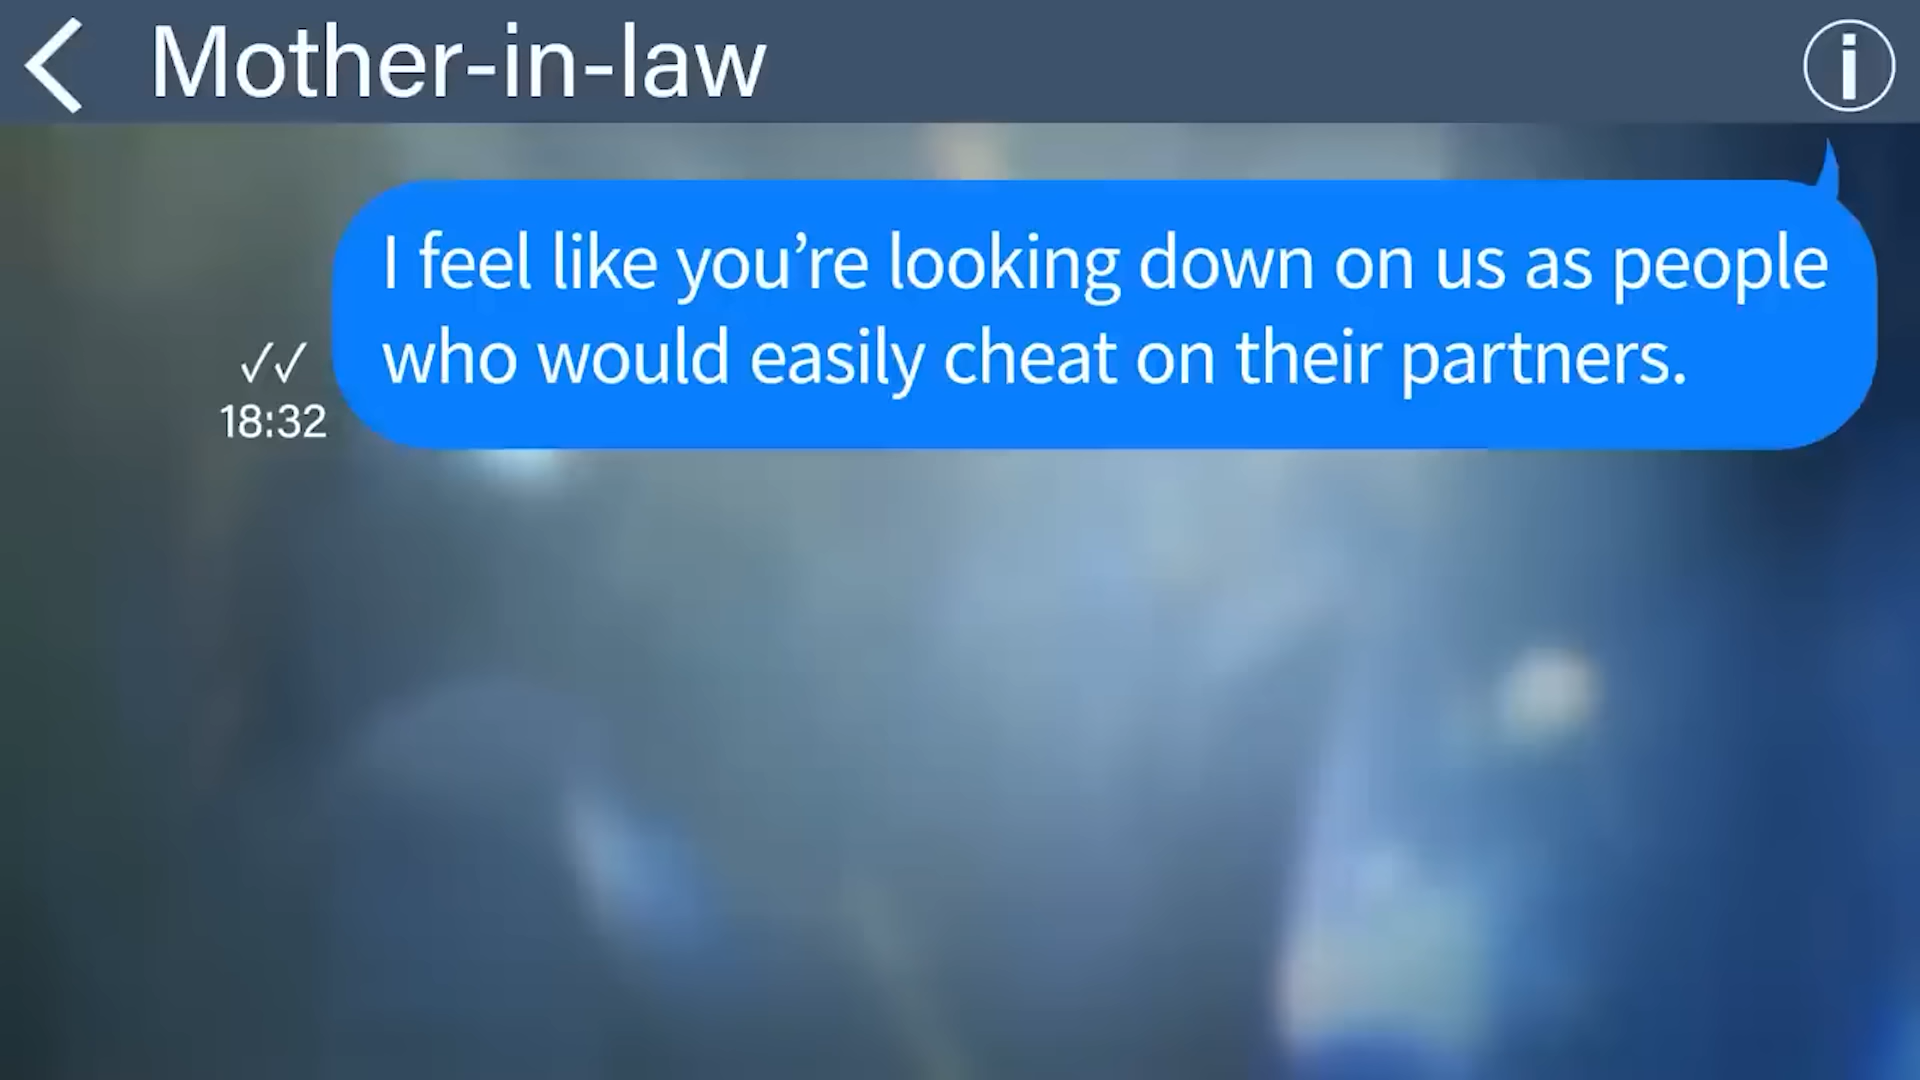 Mother-in-law
I feel like you’re looking down on us as people
who would easily cheat on their partners.
18:32